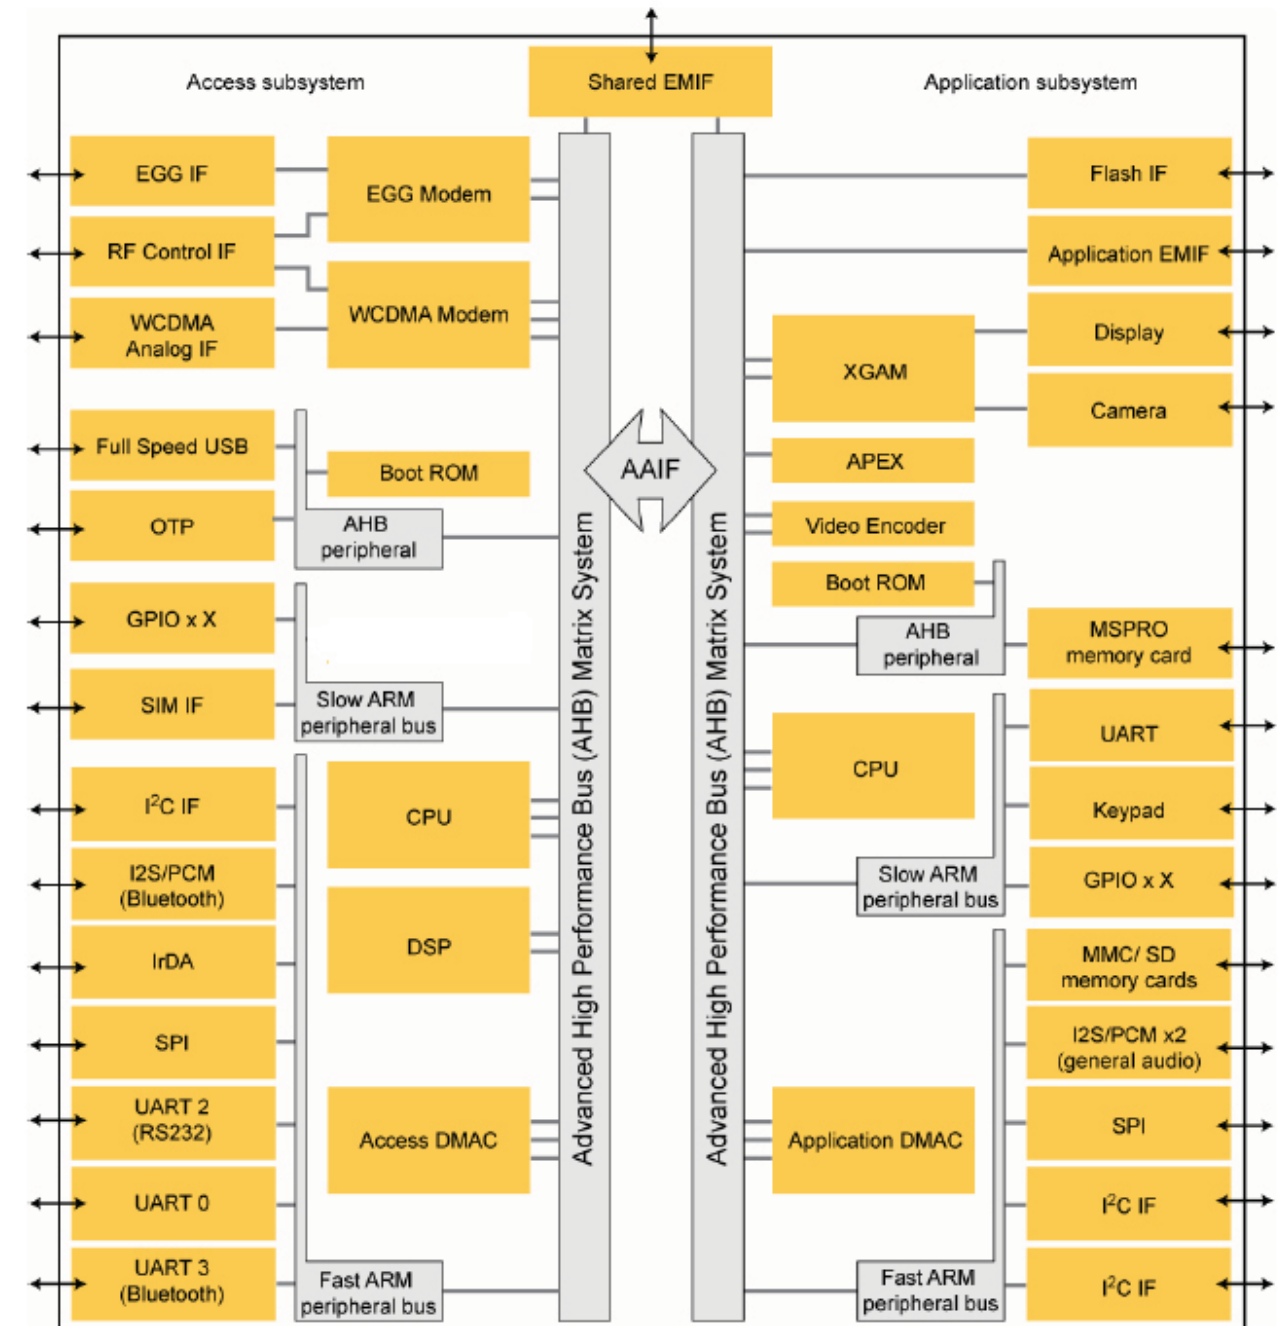 Access subsystem
Shared EMIF
Application subsystem
EGG IF
EGG Modem
RF Control IF
WCDMA
Analog IF
WCDMA Modem
Full Speed USB
Boot ROM
OTP
AHB
peripheral
GPIO x X
SIM IF
Slow ARM
peripheral bus
I²C IF
CPU
I2S/PCM
(Bluetooth)
IrDA
DSP
SPI
UART 2
(RS232)
Access DMAC
UART 0
UART 3
(Bluetooth)
Fast ARM
peripheral bus
Advanced High Performance Bus (AHB) Matrix System
AAIF
Advanced High Performance Bus (AHB) Matrix System
Flash IF
Application EMIF
Display
XGAM
Camera
APEX
Video Encoder
Boot ROM
AHB
peripheral
MSPRO
memory card
UART
CPU
Keypad
Slow ARM
peripheral bus
GPIO x X
MMC/ SD
memory cards
I2S/PCM x2
(general audio)
SPI
Application DMAC
I²C IF
Fast ARM
peripheral bus
I²C IF